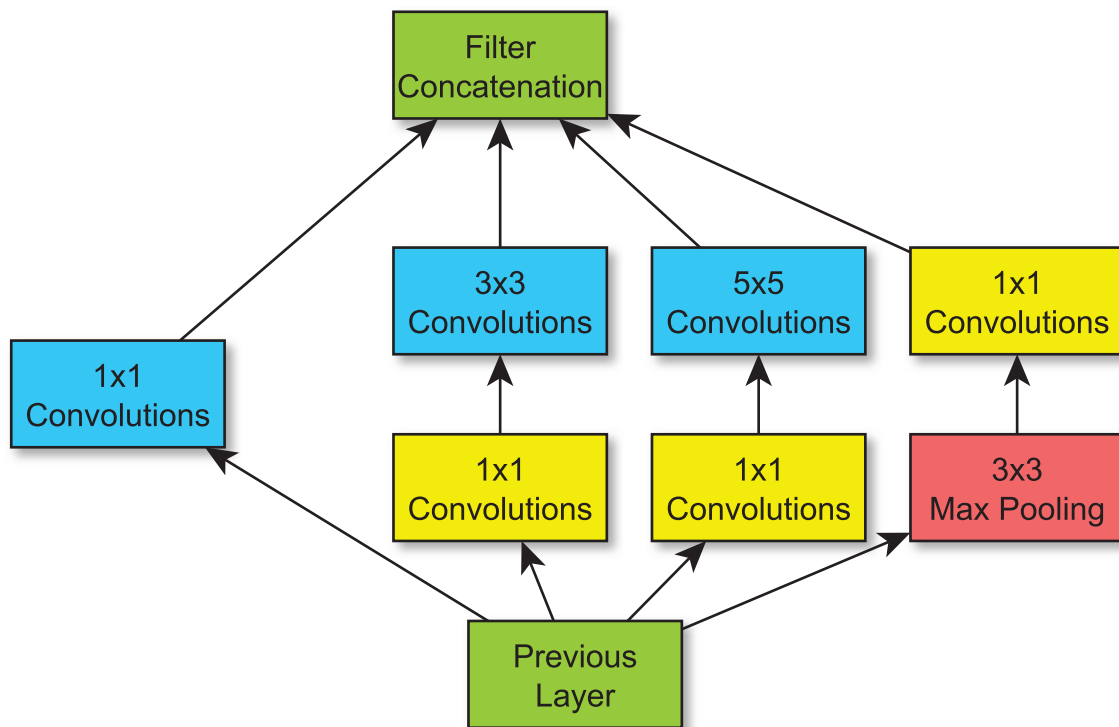 Filter
Concatenation
3x3
Convolutions
5x5
Convolutions
1x1
Convolutions
1x1
Convolutions
1x1
Convolutions
1x1
Convolutions
3x3
Max Pooling
Previous
Layer